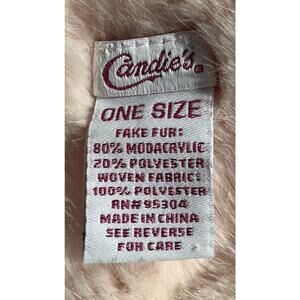 Candie's®
ONE SIZE
FAKE FUR:
80% MODACRYLIC
20% POLYESTER
WOVEN FABRIC:
100% POLYESTER
RN#95304
MADE IN CHINA
SEE REVERSE
FOR CARE